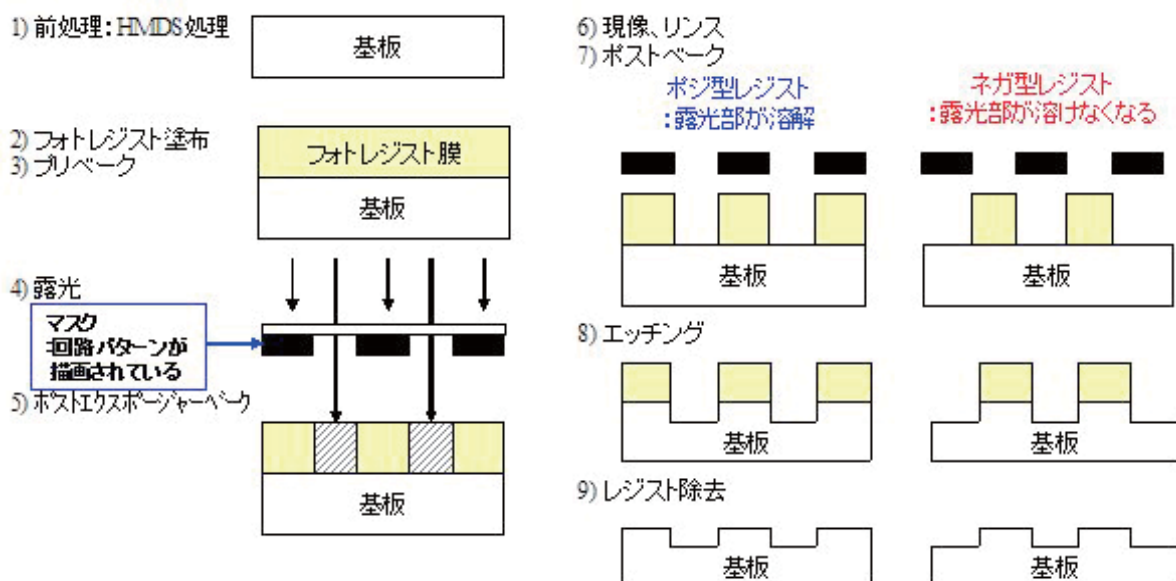 1) 前処理：HMDS処理
基板
2) フォトレジスト塗布
3) プリベーク
フォトレジスト膜
基板
4) 露光
マスク
:回路パターンが
描画されている
5) ポストエクスポージャーベーク
基板
6) 現像、リンス
7) ポストベーク
ポジ型レジスト
:露光部が溶解
ネガ型レジスト
:露光部が溶けなくなる
基板
基板
8) エッチング
基板
基板
9) レジスト除去
基板
基板